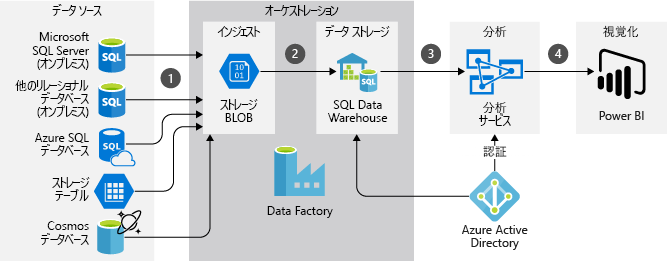 データ ソース
オーケストレーション
Microsoft
SQL Server
(オンプレミス)
SQL
他のリレーショナル
データベース
(オンプレミス)
SQL
Azure SQL
データベース
SQL
ストレージ
テーブル
Cosmos
データベース
1
インジェスト
10
01
ストレージ
BLOB
2
データ ストレージ
SQL
SQL Data
Warehouse
Data Factory
3
分析
分析
サービス
認証
Azure Active
Directory
4
視覚化
Power BI